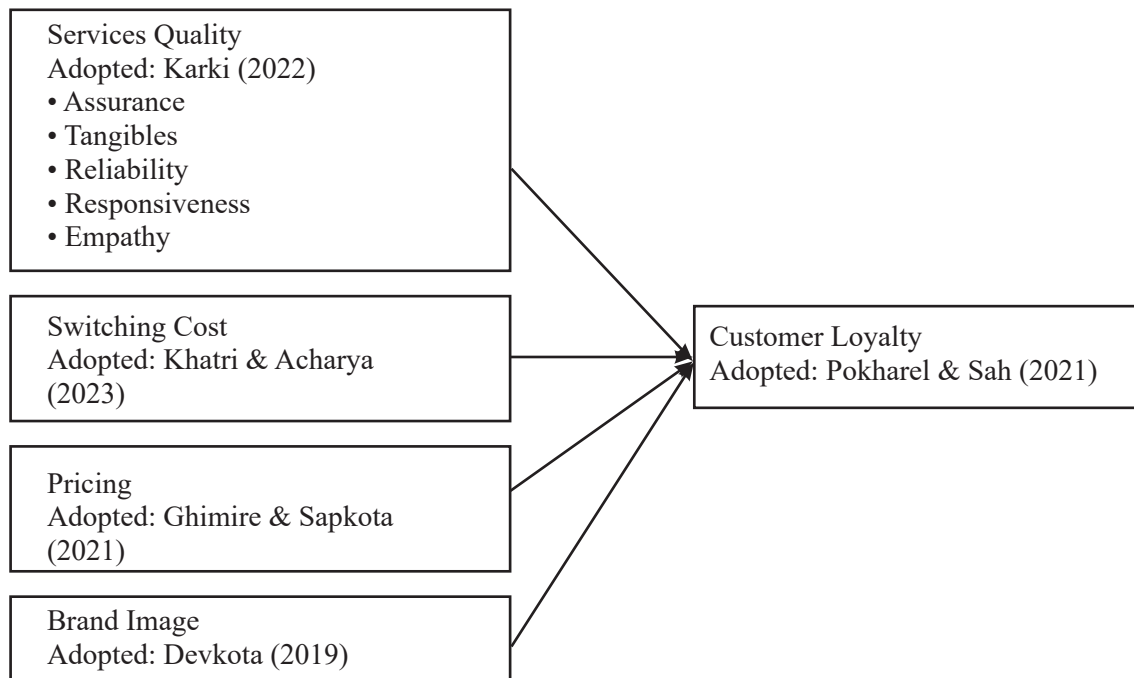 Services Quality
Adopted: Karki (2022)
• Assurance
• Tangibles
• Reliability
• Responsiveness
• Empathy
Switching Cost
Adopted: Khatri & Acharya
(2023)
Pricing
Adopted: Ghimire & Sapkota
(2021)
Brand Image
Adopted: Devkota (2019)
Customer Loyalty
Adopted: Pokharel & Sah (2021)